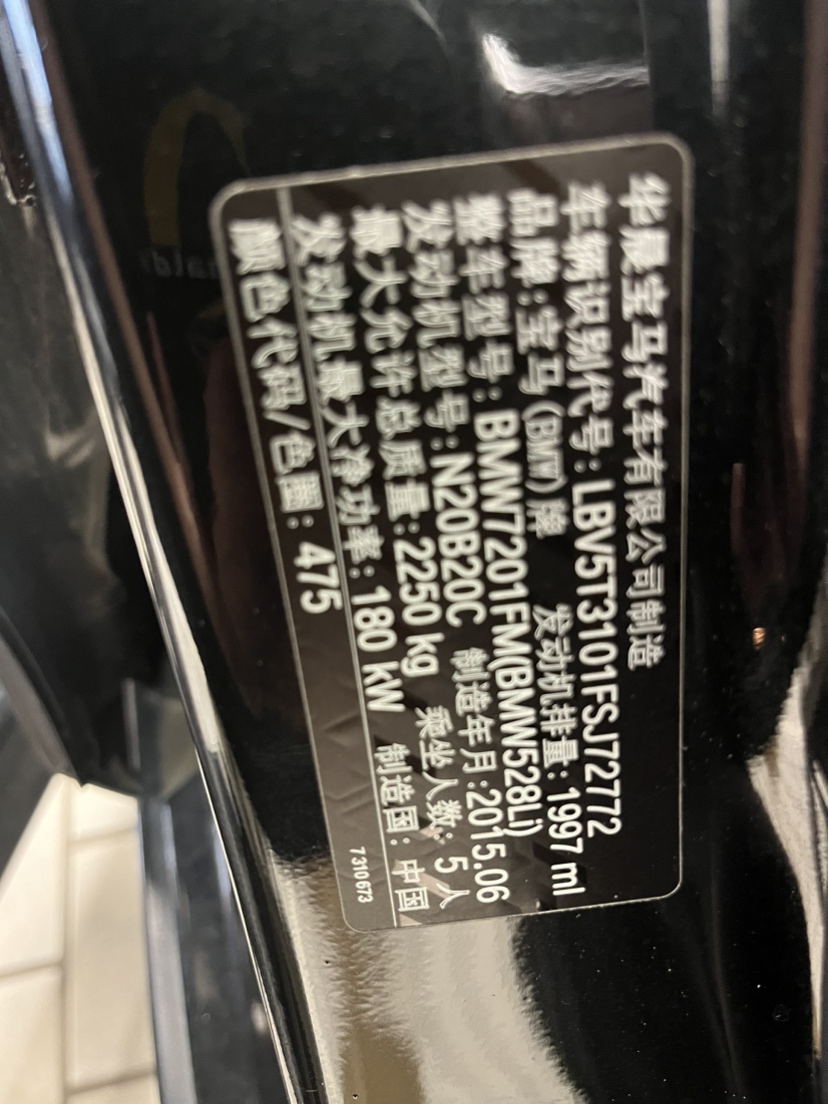 华晨宝马汽车有限公司制造
车辆识别代号：LBV5T3101FSJ72772
品牌：宝马（BMW）牌 发动机排量：1997 ml
整车型号：BMW7201FM(BMW528Li)
发动机型号：N20B20C 制造年月：2015.06
最大允许总质量：2250 kg 乘坐人数：5 人
发动机最大净功率：180 kW 制造国：中国
颜色代码/色圈：475
7310673